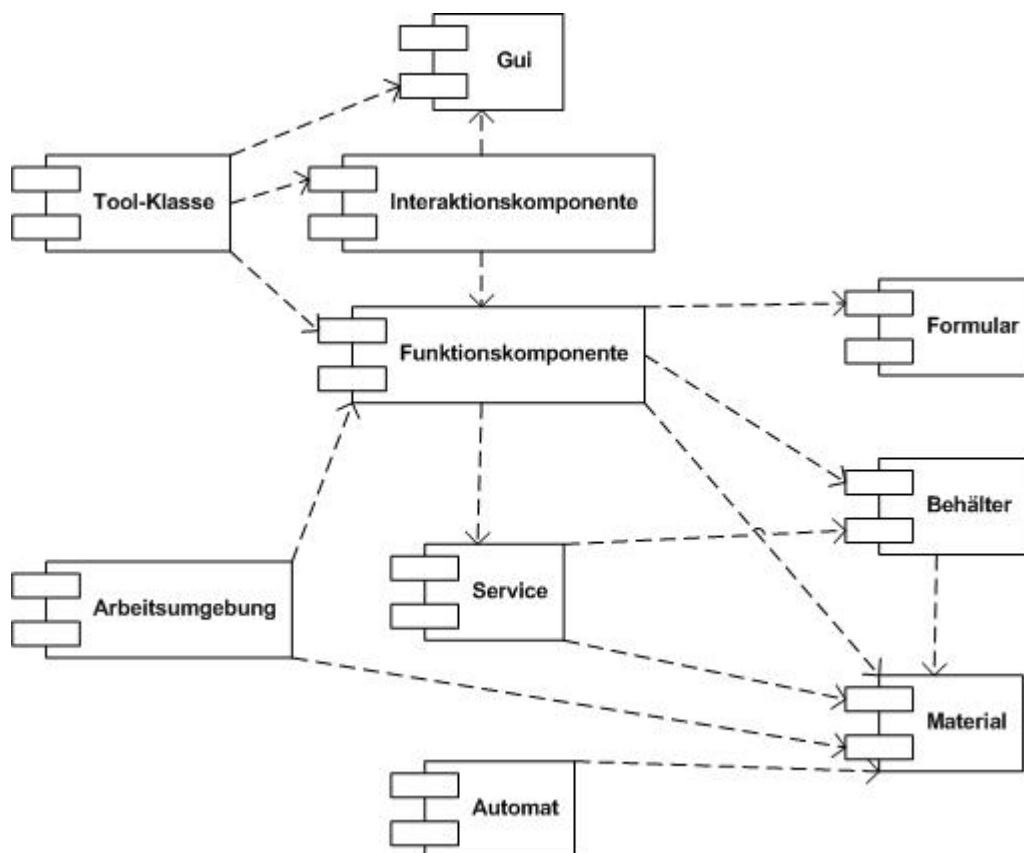 Gui
Tool-Klasse
Interaktionskomponente
Funktionskomponente
Formular
Behälter
Arbeitsumgebung
Service
Material
Automat